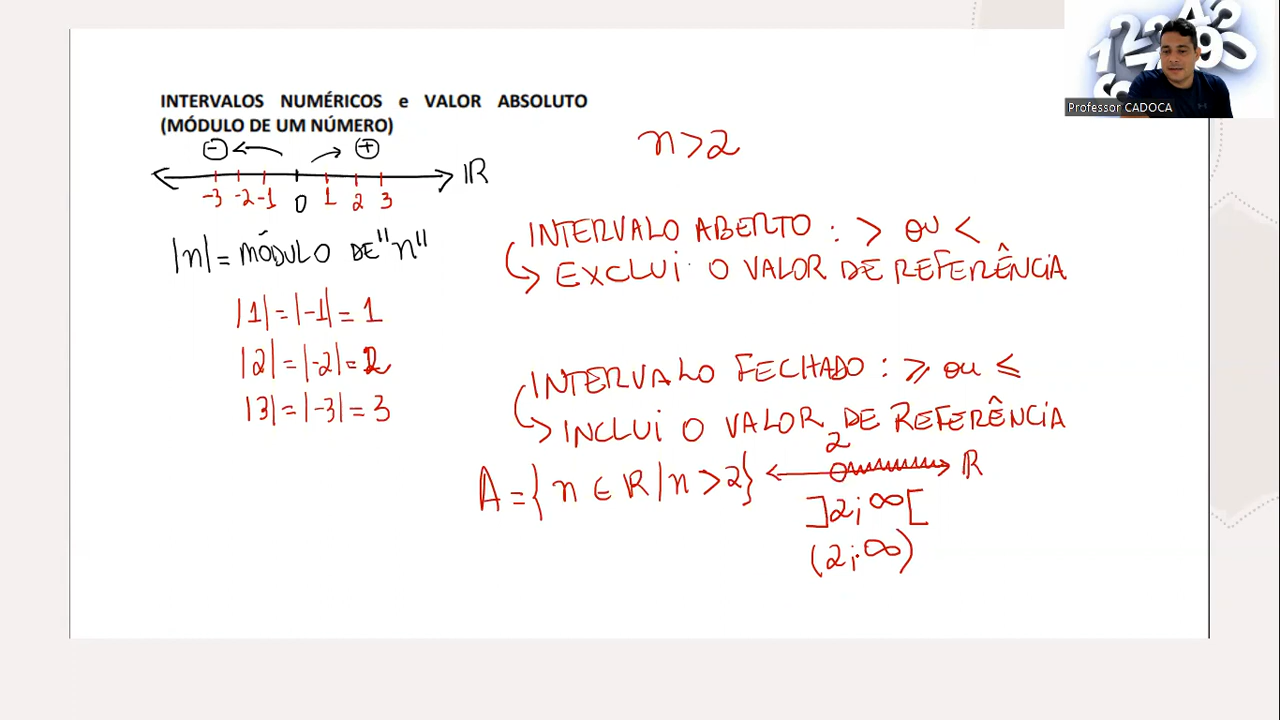 INTERVALOS NUMÉRICOS e VALOR ABSOLUTO
(MÓDULO DE UM NÚMERO)
- +
-3 -2 -1 0 1 2 3 ℝ
|n| = MÓDULO DE "n"
|1| = |-1| = 1
|2| = |-2| = 2
|3| = |-3| = 3
n > 2
INTERVALO ABERTO : > OU <
EXCLUI O VALOR DE REFERÊNCIA
INTERVALO FECHADO : ≥ ou ≤
INCLUI O VALOR DE REFERÊNCIA
A = {n ∈ ℝ | n > 2}
2
ℝ
]2;∞[
(2;∞)
Professor CADOCA